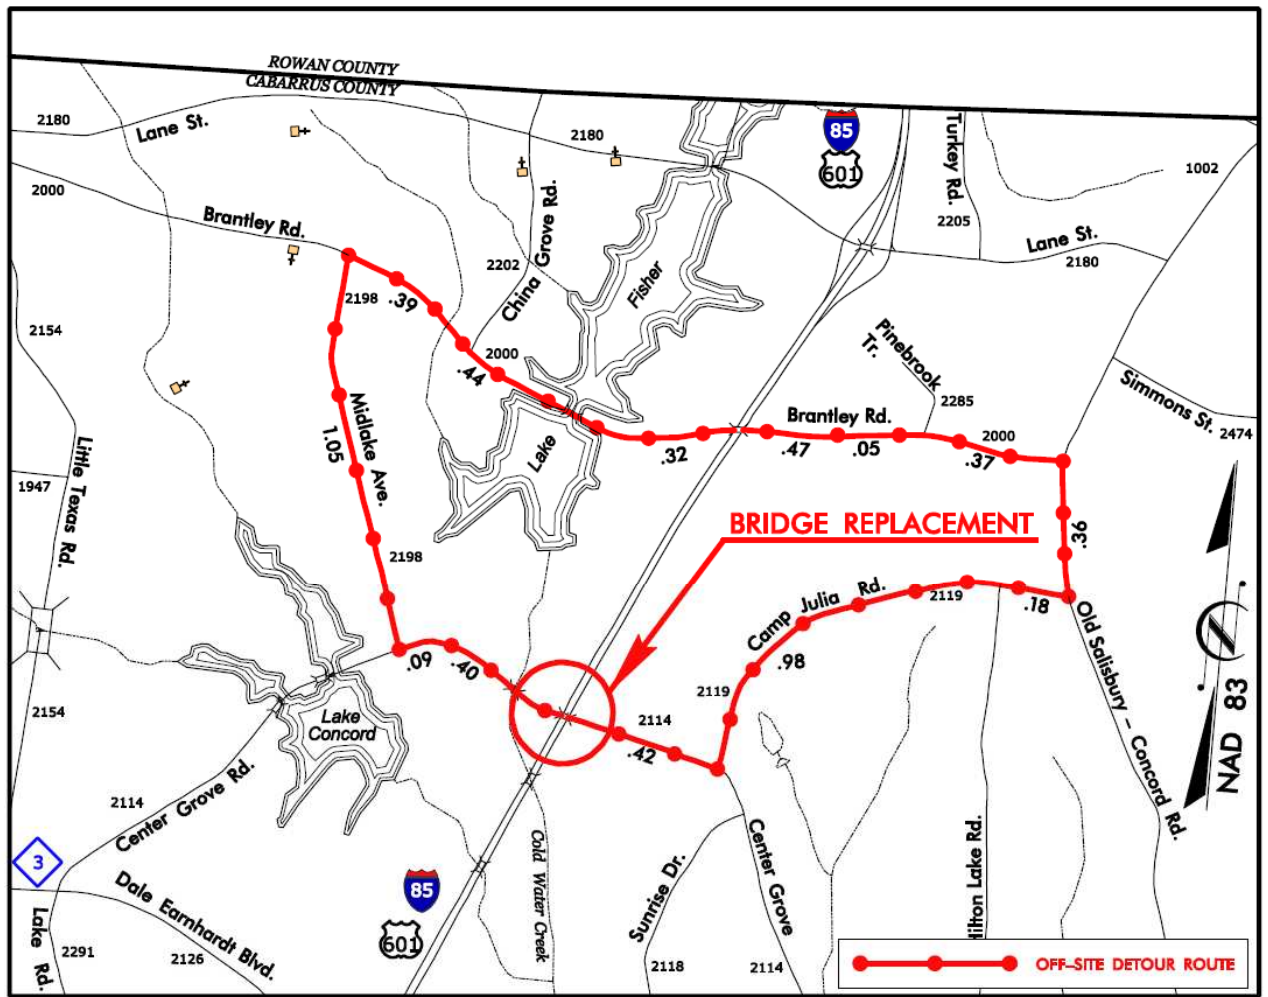 ROWAN COUNTY
CABARRUS COUNTY
2180
Lane St.
2180
85
601
Turkey Rd.
1002
2000
Brantley Rd.
China Grove Rd.
2205
Lane St.
2180
2202
Fisher
2198
.39
2154
2000
.44
Pinebrook
Tr.
2285
Simmons St.
2474
Midlake Ave.
1.05
Brantley Rd.
2000
.32
.47
.05
.37
Lake
Little Texas Rd.
1947
BRIDGE REPLACEMENT
.36
2198
Camp Julia Rd.
2119
.18
.09
.40
.98
Old Salisbury - Concord Rd.
2119
NAD 83
2154
Lake
Concord
2114
.42
2114
Center Grove Rd.
3
85
601
Cold Water Creek
Sunrise Dr.
Center Grove
Hilton Lake Rd.
Dale Earnhardt Blvd.
Lake Rd.
2291
2126
2118
2114
OFF-SITE DETOUR ROUTE